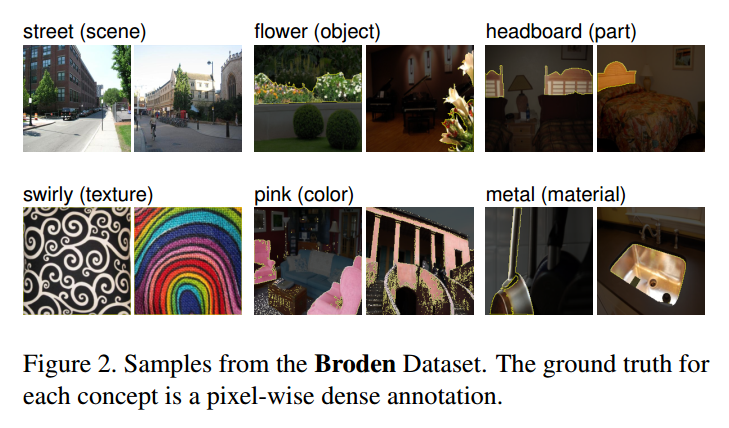 street (scene)
flower (object)
headboard (part)
swirly (texture)
pink (color)
metal (material)
Figure 2. Samples from the Broden Dataset. The ground truth for
each concept is a pixel-wise dense annotation.